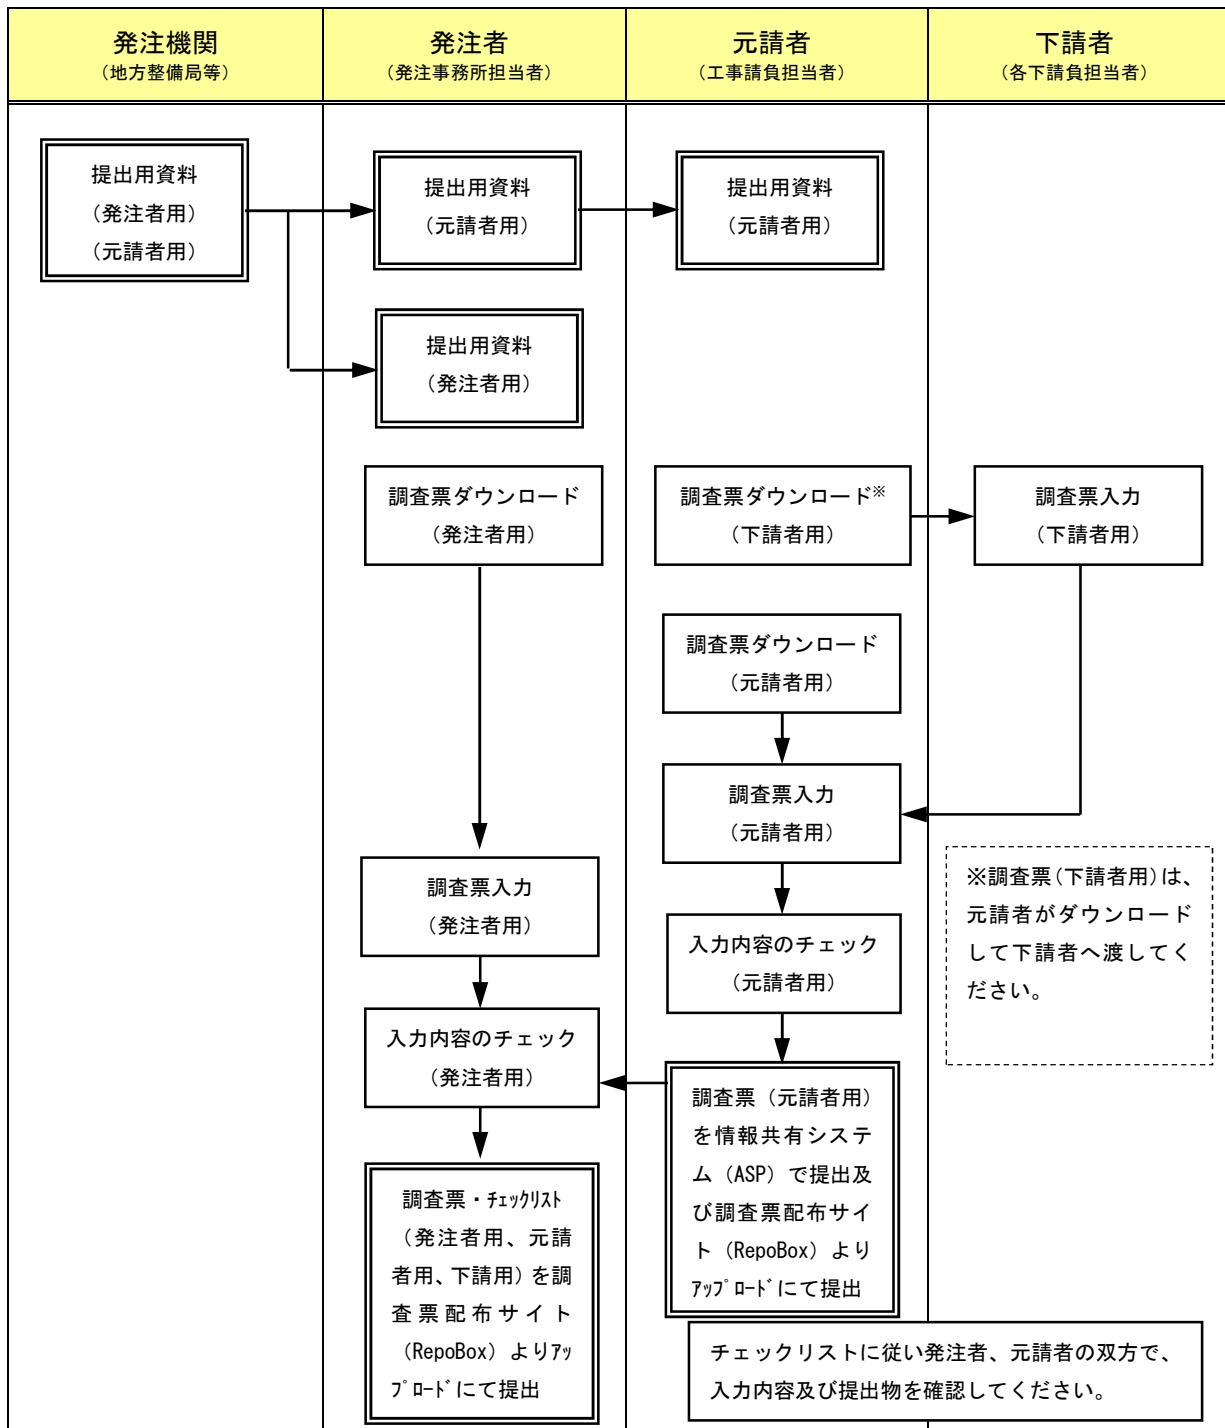 発注機関
（地方整備局等）
発注者
（発注事務所担当者）
元請者
（工事請負担当者）
下請者
（各下請負担当者）
提出用資料
（発注者用）
（元請者用）
提出用資料
（元請者用）
提出用資料
（元請者用）
提出用資料
（発注者用）
調査票ダウンロード
（発注者用）
調査票ダウンロード※
（下請者用）
調査票入力
（下請者用）
調査票ダウンロード
（元請者用）
調査票入力
（元請者用）
調査票入力
（発注者用）
※調査票（下請者用）は、
元請者がダウンロード
して下請者へ渡してく
ださい。
入力内容のチェック
（元請者用）
入力内容のチェック
（発注者用）
調査票（元請者用）
を情報共有システ
ム（ASP）で提出及
び調査票配布サイ
ト（RepoBox）より
ｱｯﾌﾟﾛｰﾄﾞにて提出
調査票・ﾁｪｯｸﾘｽﾄ
（発注者用、元請
者用、下請用）を調
査票配布サイト
（RepoBox）よりｱｯ
ﾌﾟﾛｰﾄﾞにて提出
チェックリストに従い発注者、元請者の双方で、
入力内容及び提出物を確認してください。